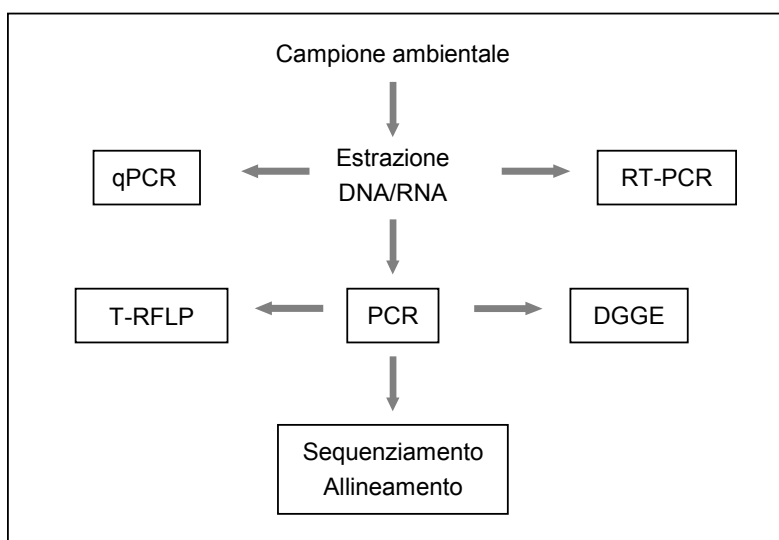 Campione ambientale
qPCR
Estrazione
DNA/RNA
RT-PCR
T-RFLP
PCR
DGGE
Sequenziamento
Allineamento